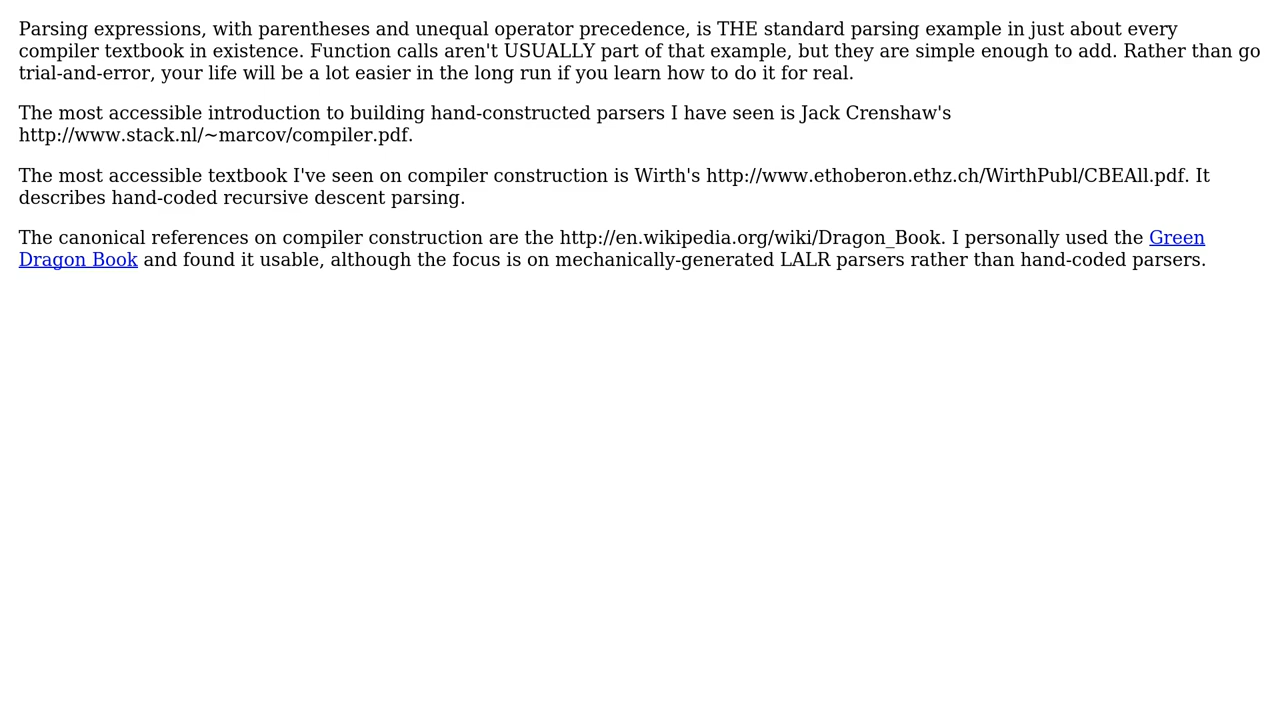 Parsing expressions, with parentheses and unequal operator precedence, is THE standard parsing example in just about every
compiler textbook in existence. Function calls aren't USUALLY part of that example, but they are simple enough to add. Rather than go
trial-and-error, your life will be a lot easier in the long run if you learn how to do it for real.
The most accessible introduction to building hand-constructed parsers I have seen is Jack Crenshaw's
http://www.stack.nl/~marcov/compiler.pdf.
The most accessible textbook I've seen on compiler construction is Wirth's http://www.ethoberon.ethz.ch/WirthPubl/CBEAll.pdf. It
describes hand-coded recursive descent parsing.
The canonical references on compiler construction are the http://en.wikipedia.org/wiki/Dragon_Book. I personally used the Green
Dragon Book and found it usable, although the focus is on mechanically-generated LALR parsers rather than hand-coded parsers.